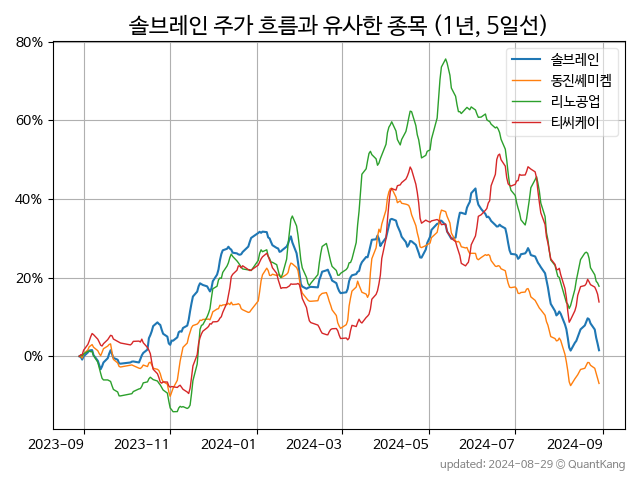 솔브레인 주가 흐름과 유사한 종목 (1년, 5일선)
솔브레인
동진쎄미켐
리노공업
티씨케이
80%
60%
40%
20%
0%
2023-09 2023-11 2024-01 2024-03 2024-05 2024-07 2024-09
updated: 2024-08-29 © QuantKang